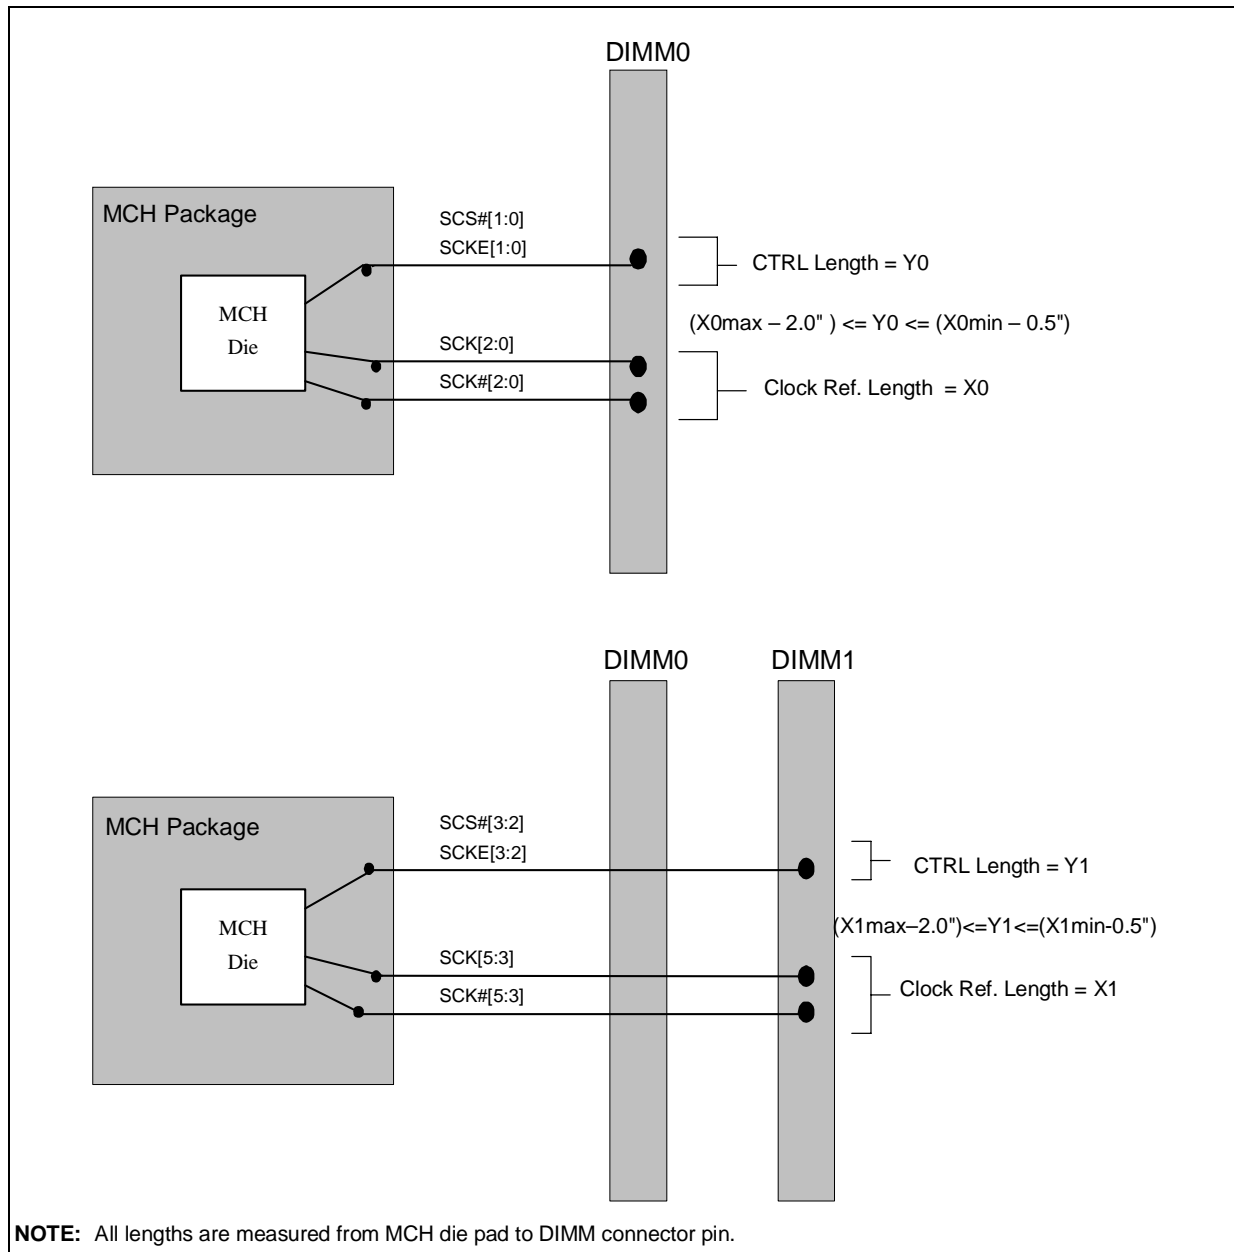 DIMM0
MCH Package
SCS#[1:0]
SCKE[1:0]
CTRL Length = Y0
MCH
Die
(X0max – 2.0" ) <= Y0 <= (X0min – 0.5")
SCK[2:0]
SCK#[2:0]
Clock Ref. Length = X0
DIMM0
DIMM1
MCH Package
SCS#[3:2]
SCKE[3:2]
CTRL Length = Y1
MCH
Die
(X1max–2.0")<=Y1<=(X1min-0.5")
SCK[5:3]
SCK#[5:3]
Clock Ref. Length = X1
NOTE: All lengths are measured from MCH die pad to DIMM connector pin.